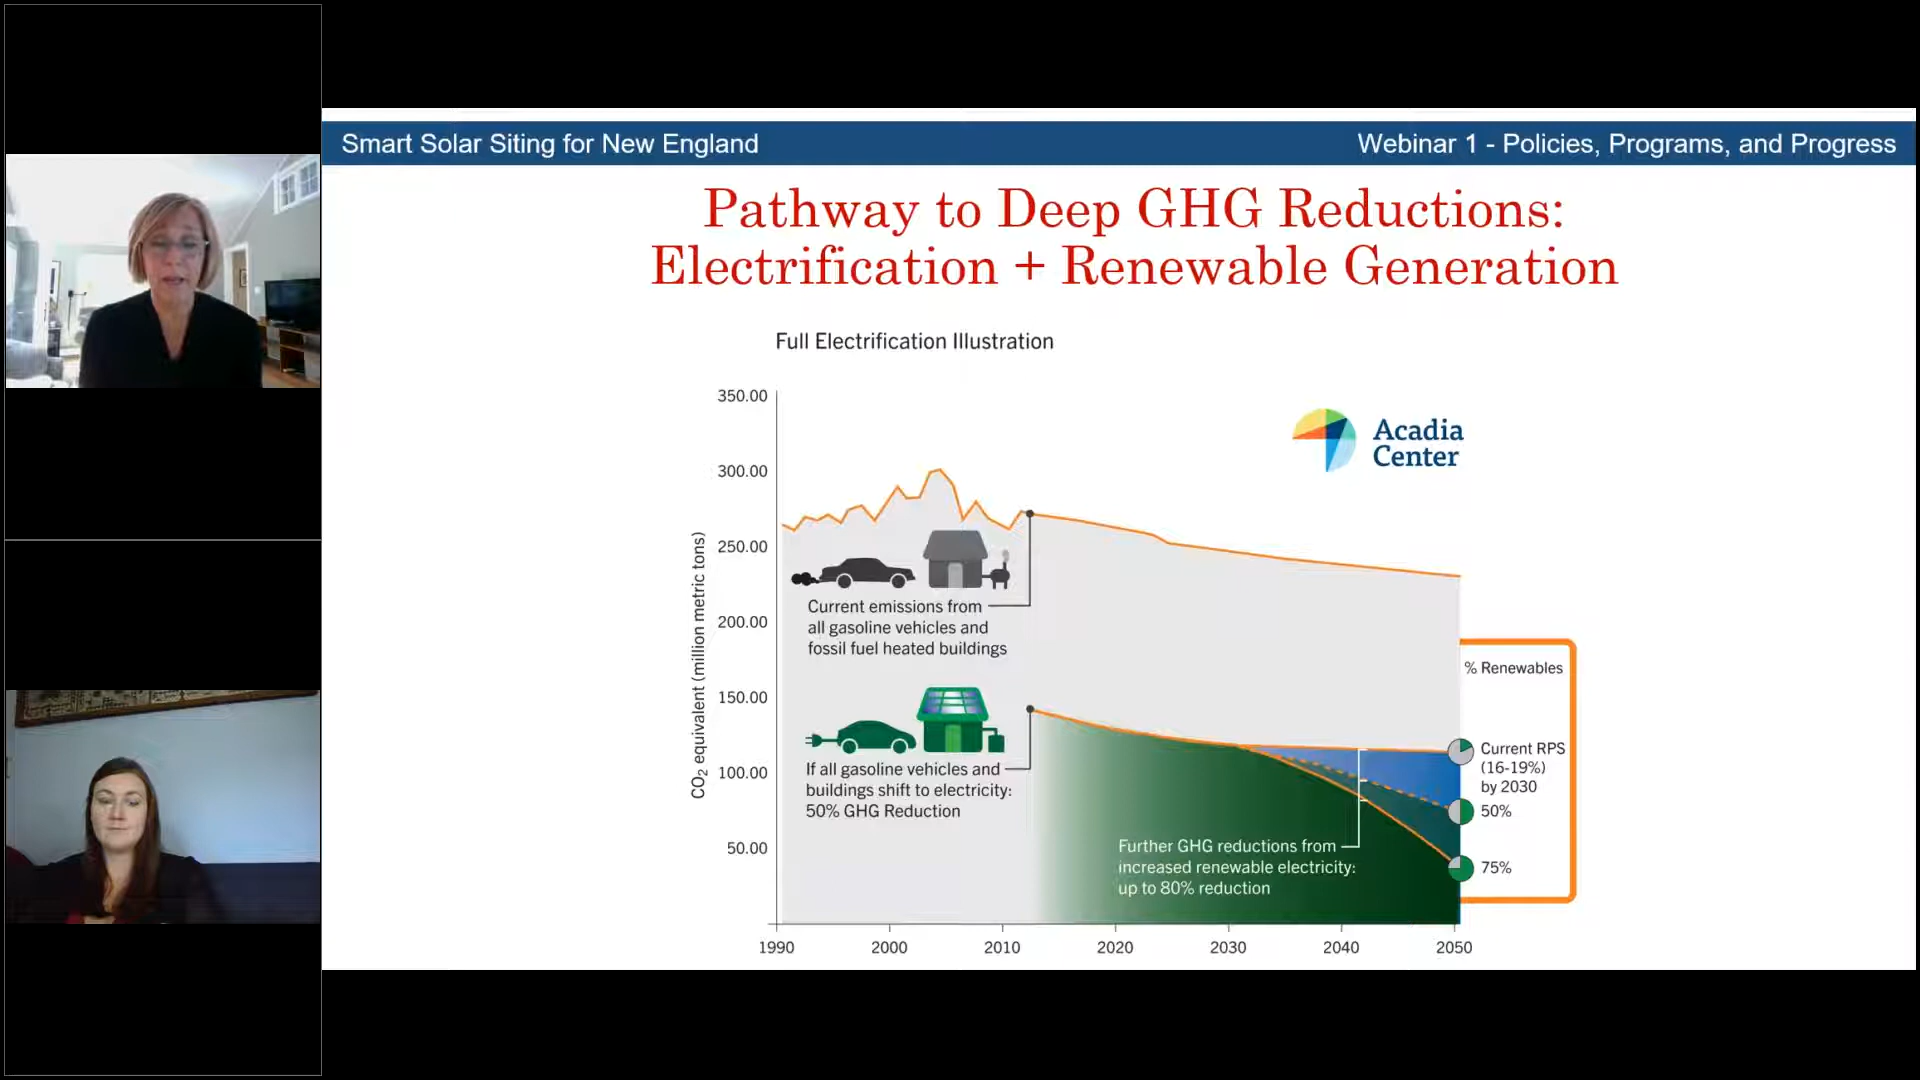 Smart Solar Siting for New England
Webinar 1 - Policies, Programs, and Progress
Pathway to Deep GHG Reductions:
Electrification + Renewable Generation
Full Electrification Illustration
350.00
300.00
250.00
200.00
150.00
100.00
50.00
CO₂ equivalent (million metric tons)
Acadia
Center
Current emissions from
all gasoline vehicles and
fossil fuel heated buildings
If all gasoline vehicles and
buildings shift to electricity:
50% GHG Reduction
Further GHG reductions from
increased renewable electricity:
up to 80% reduction
% Renewables
Current RPS
(16-19%)
by 2030
50%
75%
1990
2000
2010
2020
2030
2040
2050